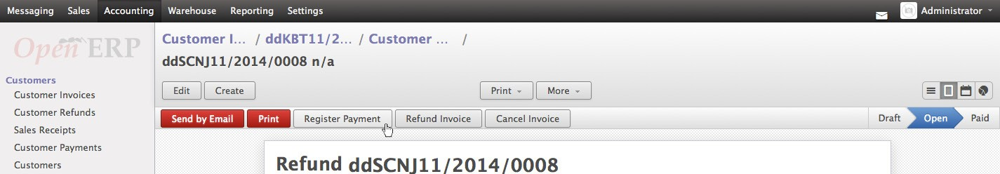 Messaging Sales Accounting Warehouse Reporting Settings Administrator
Open ERP
Customers
Customer Invoices
Customer Refunds
Sales Receipts
Customer Payments
Customers
Customer I... / ddKBT11/2... / Customer ... /
ddSCNJ11/2014/0008 n/a
Edit Create Print More
Send by Email Print Register Payment Refund Invoice Cancel Invoice Draft Open Paid
Refund ddSCNJ11/2014/0008